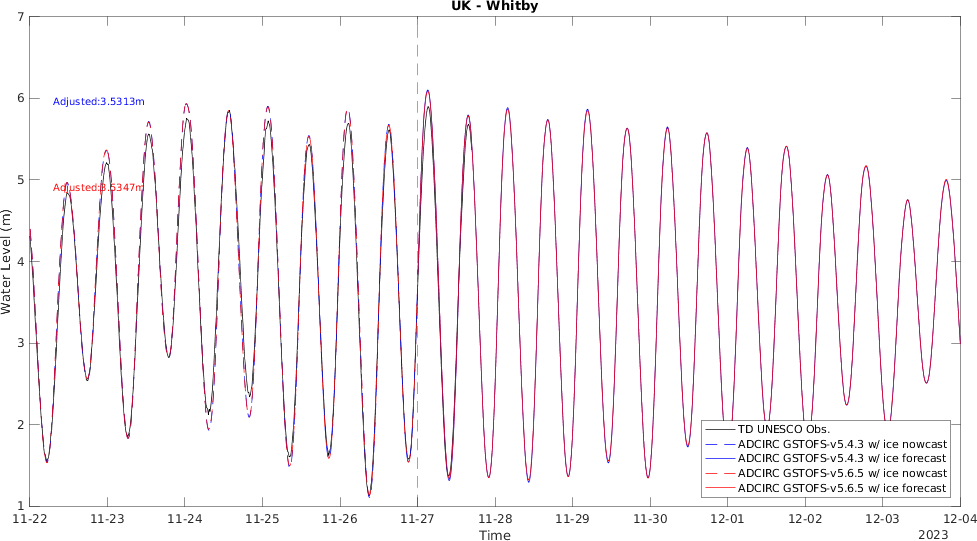 UK - Whitby
7
6
5
4
3
2
1
Water Level (m)
Adjusted:3.5313m
Adjusted:3.5347m
TD UNESCO Obs.
ADCIRC GSTOFS-v5.4.3 w/ ice nowcast
ADCIRC GSTOFS-v5.4.3 w/ ice forecast
ADCIRC GSTOFS-v5.6.5 w/ ice nowcast
ADCIRC GSTOFS-v5.6.5 w/ ice forecast
11-22 11-23 11-24 11-25 11-26 11-27 11-28 11-29 11-30 12-01 12-02 12-03 12-04
Time
2023